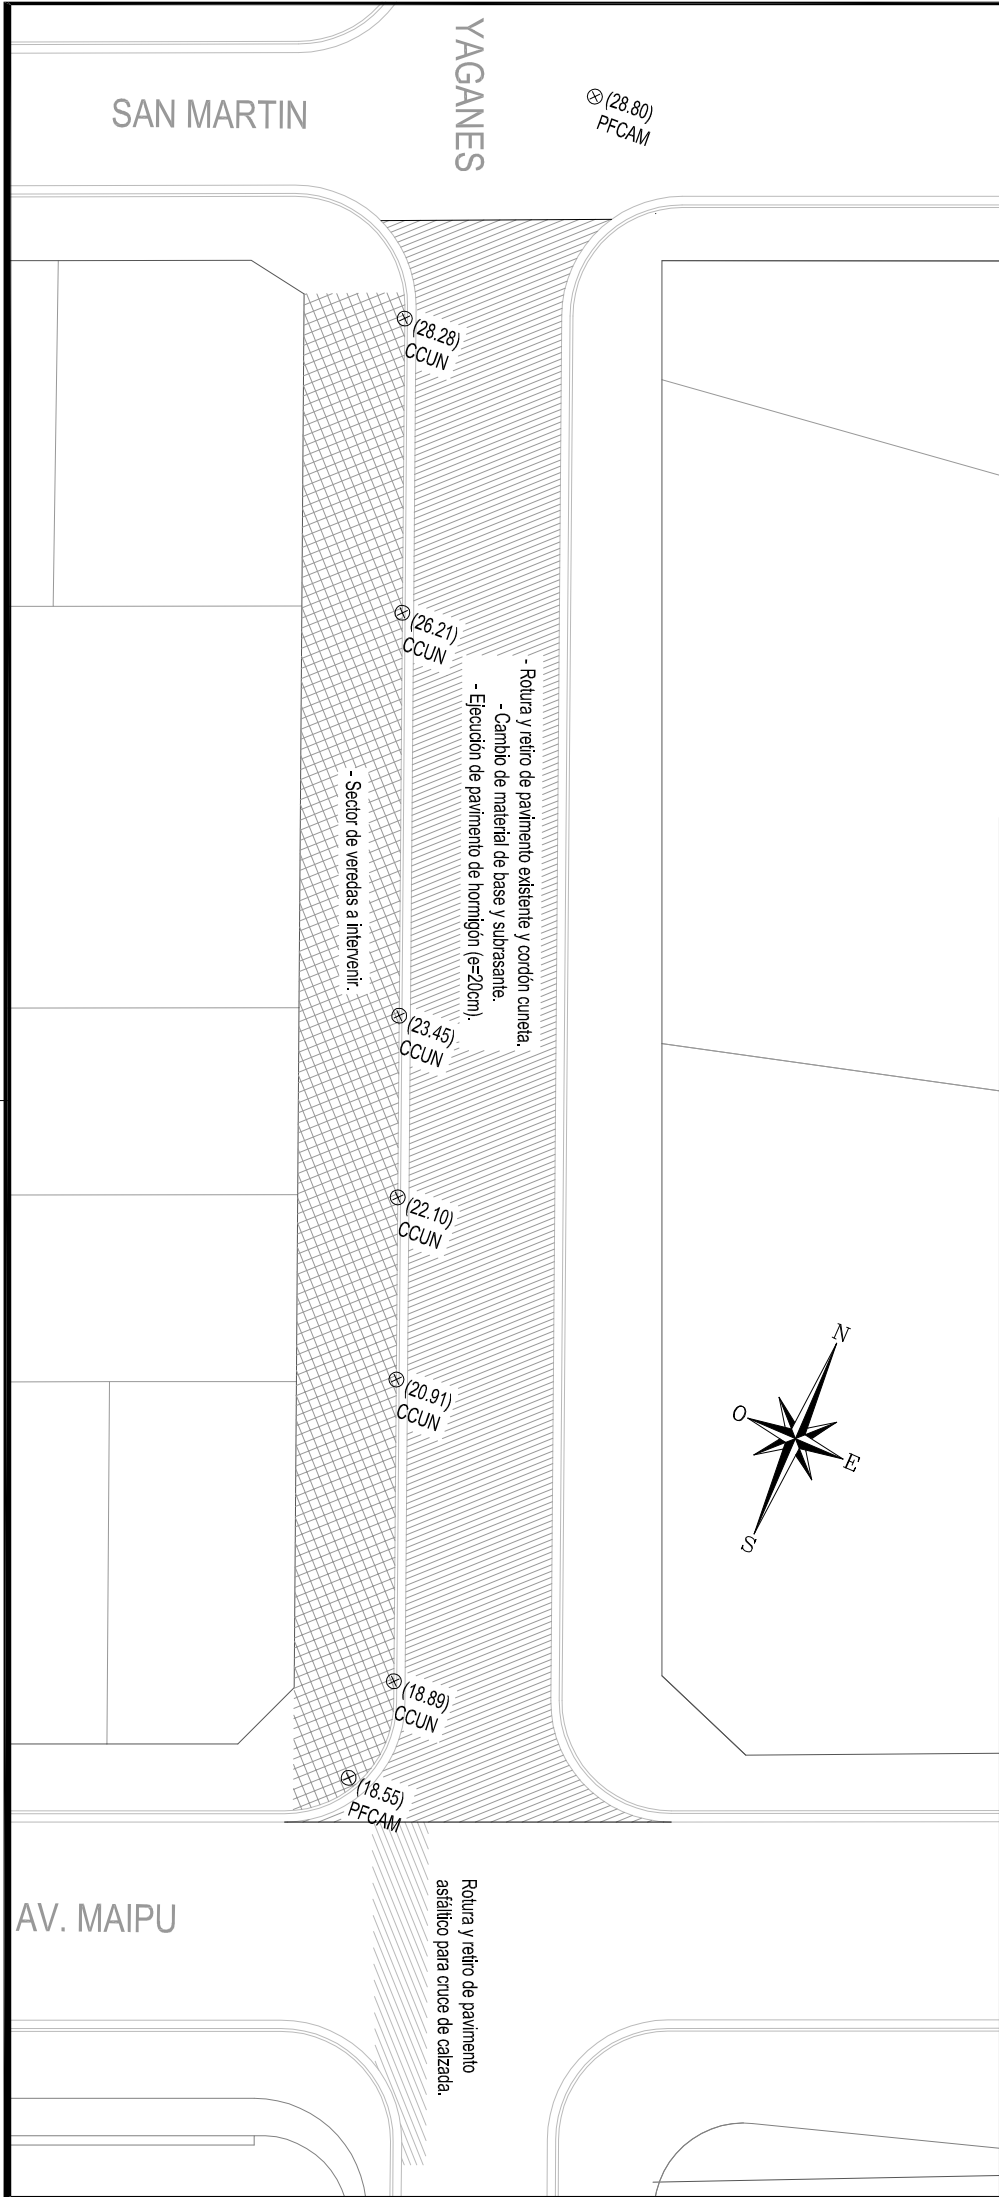 YAGANES
SAN MARTIN
(28.80)
PFCAM
(28.28)
CCUN
(26.21)
CCUN
- Rotura y retiro de pavimento existente y cordón cuneta.
- Cambio de material de base y subrasante.
- Ejecución de pavimento de hormigón (e=20cm).
- Sector de veredas a intervenir.
(23.45)
CCUN
(22.10)
CCUN
(20.91)
CCUN
N
O
E
S
(18.89)
CCUN
(18.55)
PFCAM
AV. MAIPU
Rotura y retiro de pavimento
asfáltico para cruce de calzada.